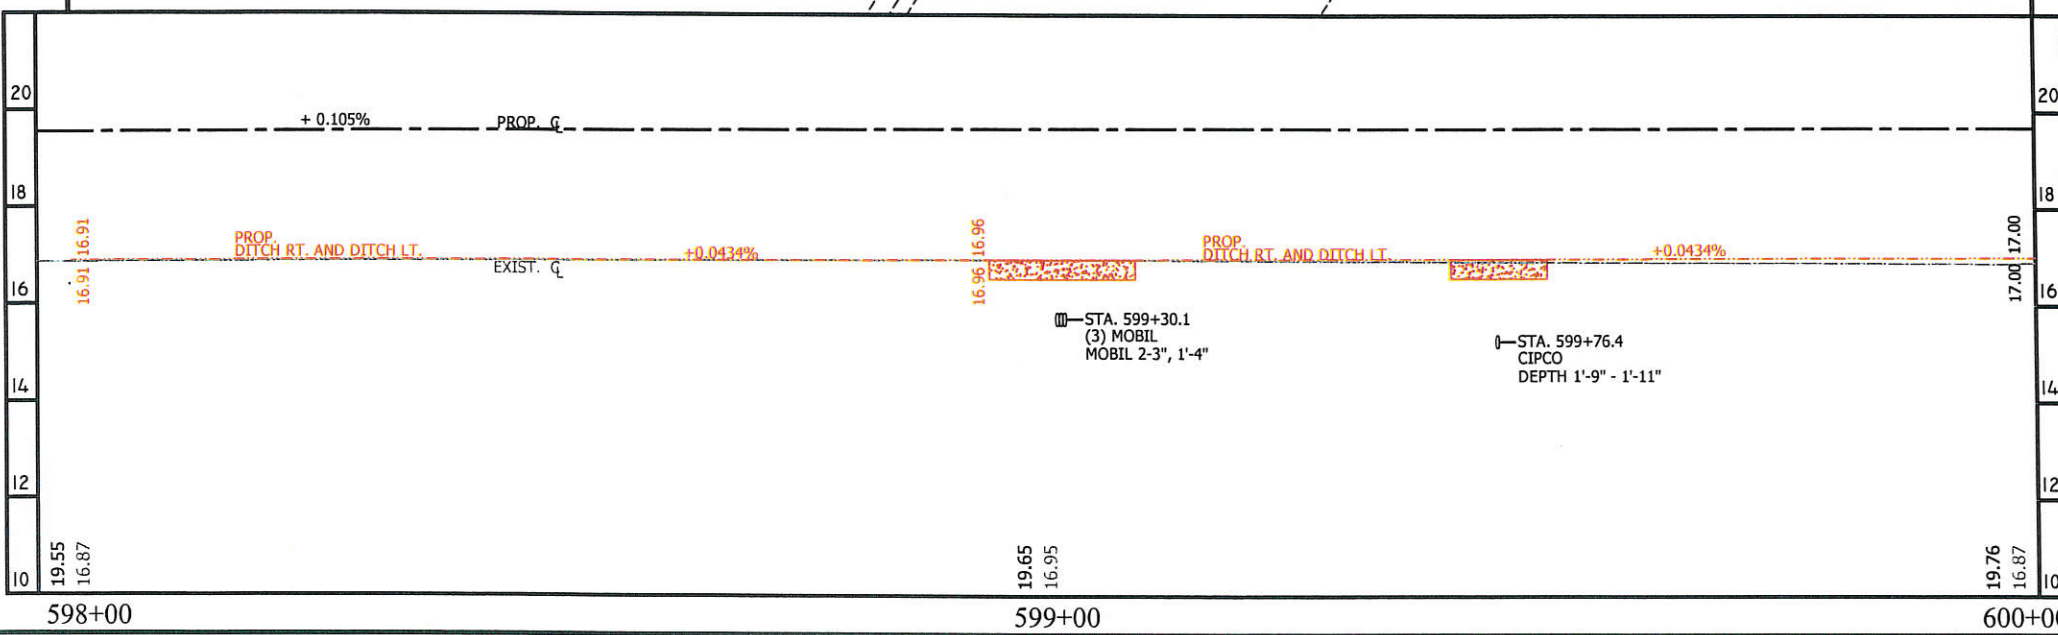 20
20
+ 0.105%
PROP. ℄
18
18
16.91
16.91
PROP.
DITCH RT. AND DITCH LT.
+0.0434%
EXIST. ℄
16.96
16.96
PROP.
DITCH RT. AND DITCH LT.
+0.0434%
17.00
17.00
16
16
STA. 599+30.1
(3) MOBIL
MOBIL 2-3", 1'-4"
STA. 599+76.4
CIPCO
DEPTH 1'-9" - 1'-11"
14
14
12
12
19.55
16.87
19.65
16.95
19.76
16.87
10
10
598+00
599+00
600+00